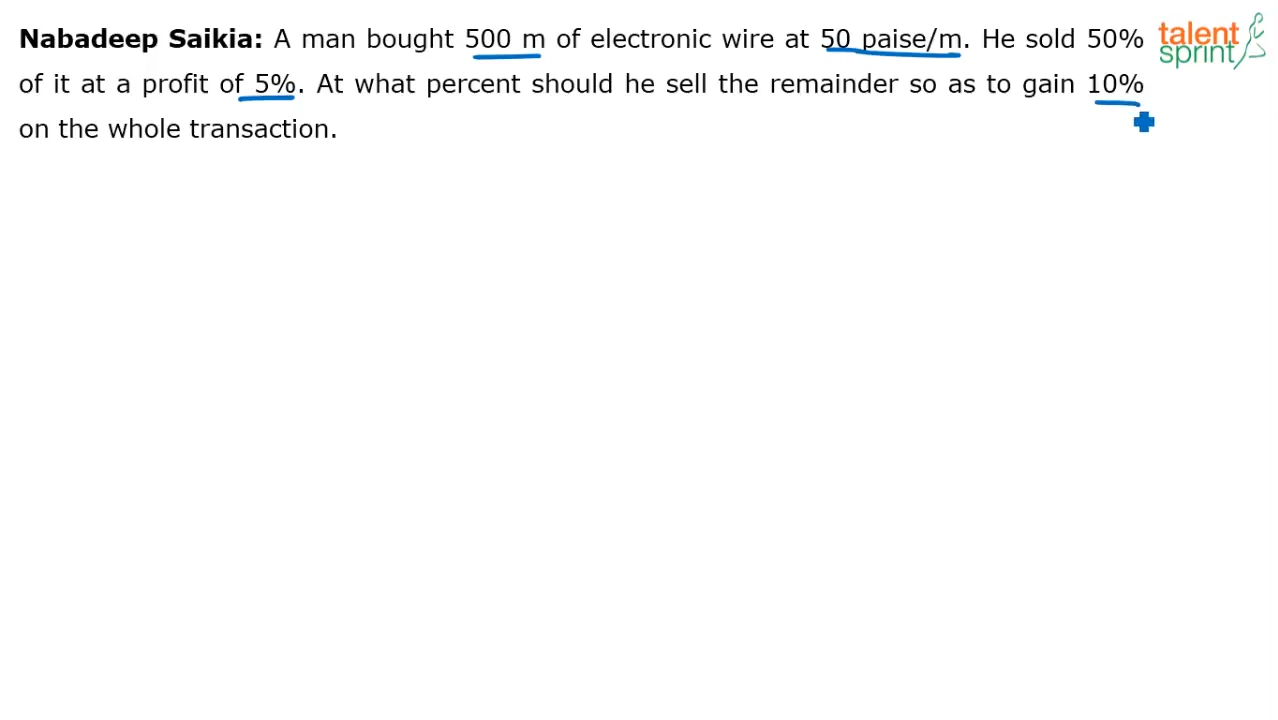 Nabadeep Saikia: A man bought 500 m of electronic wire at 50 paise/m. He sold 50%
of it at a profit of 5%. At what percent should he sell the remainder so as to gain 10%
on the whole transaction.
talent
sprint